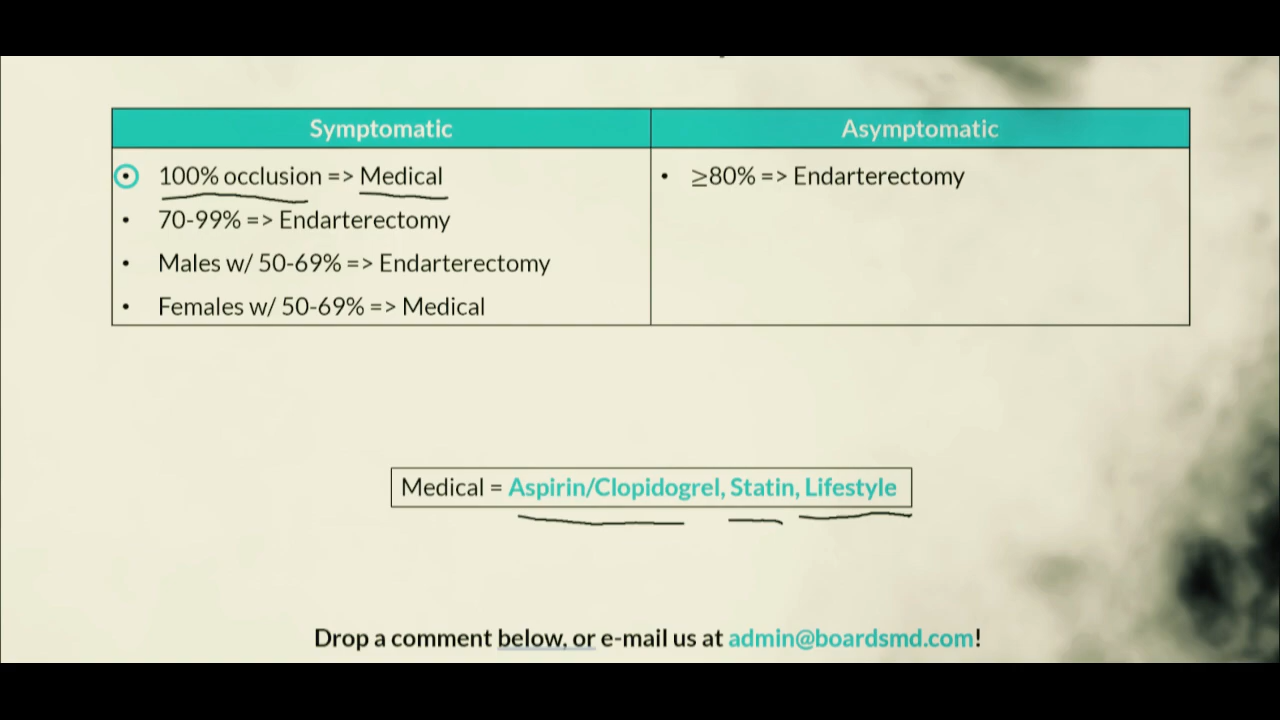 Symptomatic
Asymptomatic
• 100% occlusion => Medical
• 70-99% => Endarterectomy
• Males w/ 50-69% => Endarterectomy
• Females w/ 50-69% => Medical
• ≥80% => Endarterectomy
Medical = Aspirin/Clopidogrel, Statin, Lifestyle
Drop a comment below, or e-mail us at admin@boardsmd.com!